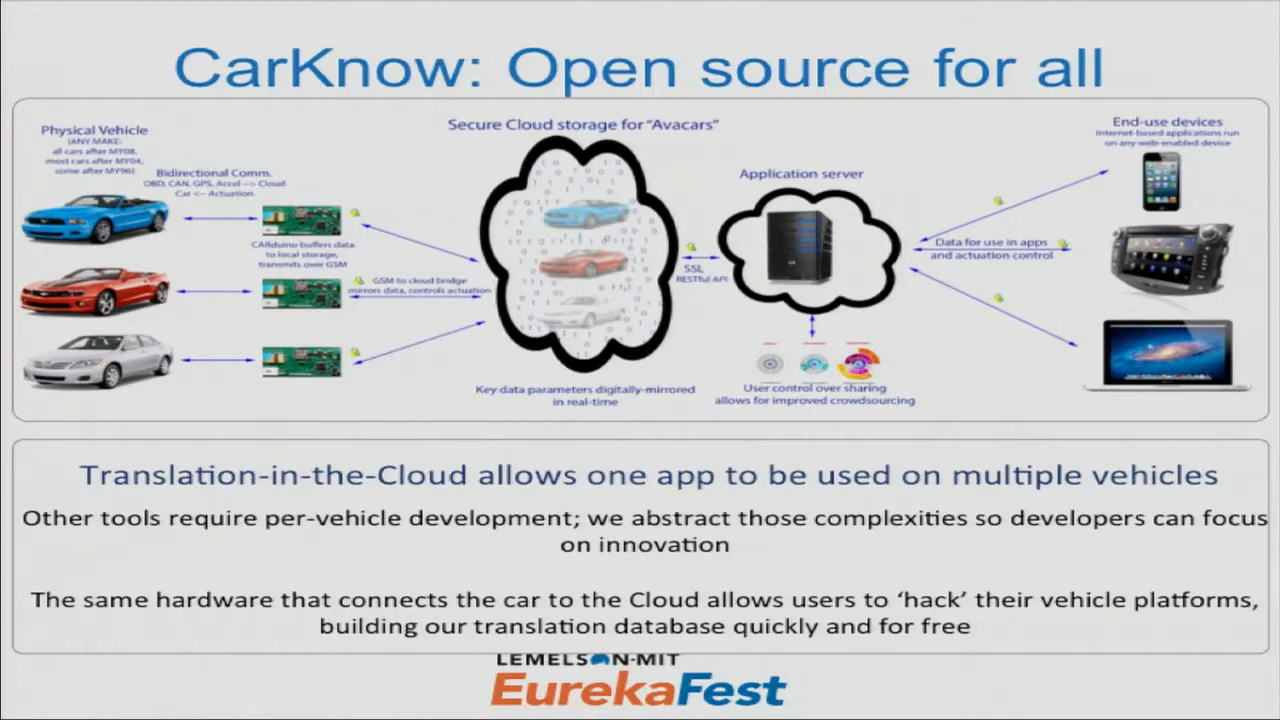 CarKnow: Open source for all
Physical Vehicle
(ANY MAKE:
all cars after MY08,
most cars after MY04,
some after MY96)
Bidirectional Comm.
OBD, CAN, GPS, Accel --> Cloud
Car <-- Actuation
CARduino buffers data
to local storage,
transmits over GSM
GSM to cloud bridge
mirrors data, controls actuation
Secure Cloud storage for "Avacars"
Key data parameters digitally-mirrored
in real-time
SSL
RESTful API
Application server
User control over sharing
allows for improved crowdsourcing
End-use devices
Internet-based applications run
on any web-enabled device
Data for use in apps
and actuation control
Translation-in-the-Cloud allows one app to be used on multiple vehicles
Other tools require per-vehicle development; we abstract those complexities so developers can focus
on innovation
The same hardware that connects the car to the Cloud allows users to ‘hack’ their vehicle platforms,
building our translation database quickly and for free
LEMELSON-MIT
EurekaFest